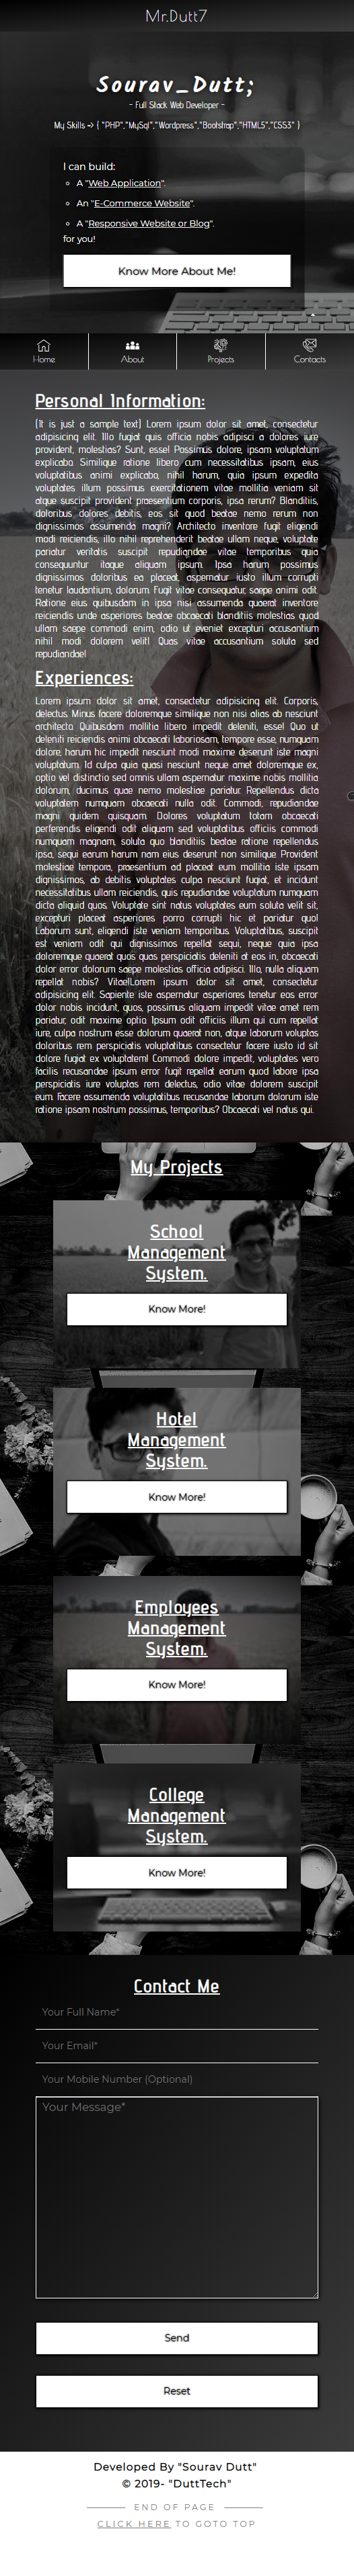 Mr.Dutt7
Sourav_Dutt;
- Full Stack Web Developer -
My Skills => { "PHP","MySql","Wordpress","Bootstrap","HTML5","CSS3" }
I can build:
A "Web Application".
An "E-Commerce Website".
A "Responsive Website or Blog".
for you!
Know More About Me!
Home
About
Projects
Contacts
Personal Information:
[It is just a sample text] Lorem ipsum dolor sit amet, consectetur
adipisicing elit. Illo fugiat quis officia nobis adipisci a dolores iure
provident, molestias? Sunt, esse! Possimus dolore, ipsam voluptatum
explicabo. Similique ratione libero cum necessitatibus ipsam, eius
voluptatibus animi explicabo, nihil harum, quia ipsum expedita
voluptates illum possimus exercitationem vitae mollitia veniam sit
atque suscipit provident praesentium corporis, ipsa rerum? Blanditiis,
doloribus dolores debitis, eos sit quod beatae nemo rerum non
dignissimos assumenda magni? Architecto inventore fugit eligendi
modi reiciendis, illo nihil reprehenderit beatae ullam neque, voluptate
pariatur veritatis suscipit repudiandae vitae temporibus quia
consequuntur itaque aliquam ipsum. Ipsa harum possimus
dignissimos doloribus ea placeat, aspernatur iusto illum corrupti
tenetur laudantium, dolorum. Fugit vitae consequatur, saepe animi odit.
Ratione eius quibusdam in ipsa nisi assumenda quaerat inventore
reiciendis unde asperiores beatae obcaecati blanditiis molestias quod
ullam saepe commodi enim, odio ut eveniet excepturi accusantium
nihil modi dolorem velit! Quas vitae accusantium soluta sed
repudiandae!
Experiences:
Lorem ipsum dolor sit amet, consectetur adipisicing elit. Corporis,
delectus. Minus facere doloremque similique non nisi alias ab nesciunt
architecto. Quibusdam mollitia libero impedit deleniti, esse! Quo ut
deleniti reiciendis animi obcaecati laboriosam, tempore esse, numquam
dolore, harum hic impedit nesciunt modi maxime deserunt iste magni
voluptatum. Id culpa quia quasi nesciunt neque amet doloremque ex,
optio vel distinctio sed omnis ullam aspernatur maxime nobis mollitia
dolorum, ducimus quae nemo molestiae pariatur. Repellendus dicta
voluptatem numquam obcaecati nulla odit. Commodi, repudiandae
magni quidem quisquam. Dolores voluptatum totam obcaecati
perferendis eligendi odit aliquam sed voluptatibus officiis commodi
numquam magnam, soluta quo blanditiis beatae ratione repellendus
ipsa, sequi earum harum nam eius deserunt non similique. Provident
molestiae tempora, praesentium ad placeat eum mollitia iste ipsam
dignissimos, ab debitis voluptates culpa nesciunt fugiat, et incidunt
necessitatibus ullam reiciendis, quis repudiandae voluptatum numquam
dicta aliquid quos. Voluptate sint natus voluptates eum soluta velit sit,
excepturi placeat asperiores porro corrupti hic et pariatur quo!
Laborum sunt, eligendi iste veniam temporibus. Voluptatibus, suscipit
est veniam odit qui dignissimos repellat sequi, neque quia ipsa
doloremque quaerat quos quas perspiciatis deleniti at eos in, obcaecati
dolor error dolorum saepe molestias officia adipisci. Illo, nulla aliquam
repellat nobis? Vitae!Lorem ipsum dolor sit amet, consectetur
adipisicing elit. Sapiente iste aspernatur asperiores tenetur eos error
dolor nobis incidunt, quos, possimus aliquam impedit vitae amet rem
pariatur, odit maxime optio. Ipsum odit officiis illum qui cum repellat
iure, culpa nostrum esse dolorum quaerat non, atque laborum voluptas
doloribus rem perspiciatis voluptatibus consectetur facere iusto id sit
dolore fugiat ex voluptatem! Commodi dolore impedit, voluptates vero
facilis recusandae ipsum error fugit repellat earum quod labore ipsa
perspiciatis iure voluptas rem delectus, odio vitae dolorem suscipit
eum. Facere assumenda voluptatibus recusandae laborum dolorum iste
ratione ipsam nostrum possimus, temporibus? Obcaecati vel natus qui.
My Projects
School
Management
System.
Know More!
Hotel
Management
System.
Know More!
Employees
Management
System.
Know More!
College
Management
System.
Know More!
Contact Me
Your Full Name*
Your Email*
Your Mobile Number (Optional)
Your Message*
Send
Reset
Developed By "Sourav Dutt"
© 2019- "DuttTech"
END OF PAGE
CLICK HERE TO GOTO TOP